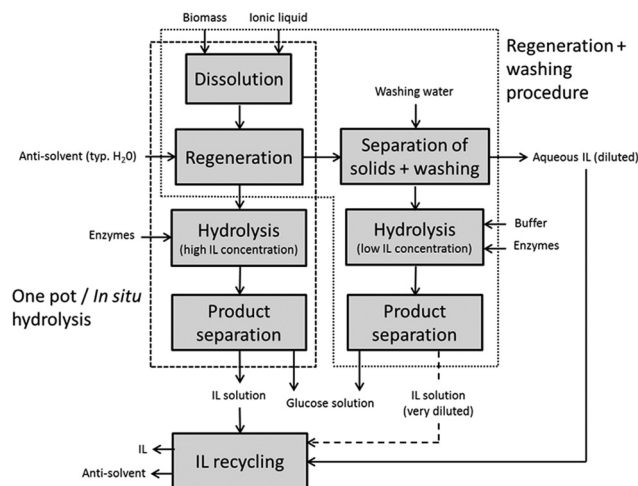 Biomass
Ionic liquid
Regeneration +
washing
procedure
Dissolution
Washing water
Anti-solvent (typ. H₂0)
Regeneration
Separation of
solids + washing
Aqueous IL (diluted)
Enzymes
Hydrolysis
(high IL concentration)
Hydrolysis
(low IL concentration)
Buffer
Enzymes
One pot / In situ
hydrolysis
Product
separation
Product
separation
IL solution
Glucose solution
IL solution
(very diluted)
IL
Anti-solvent
IL recycling